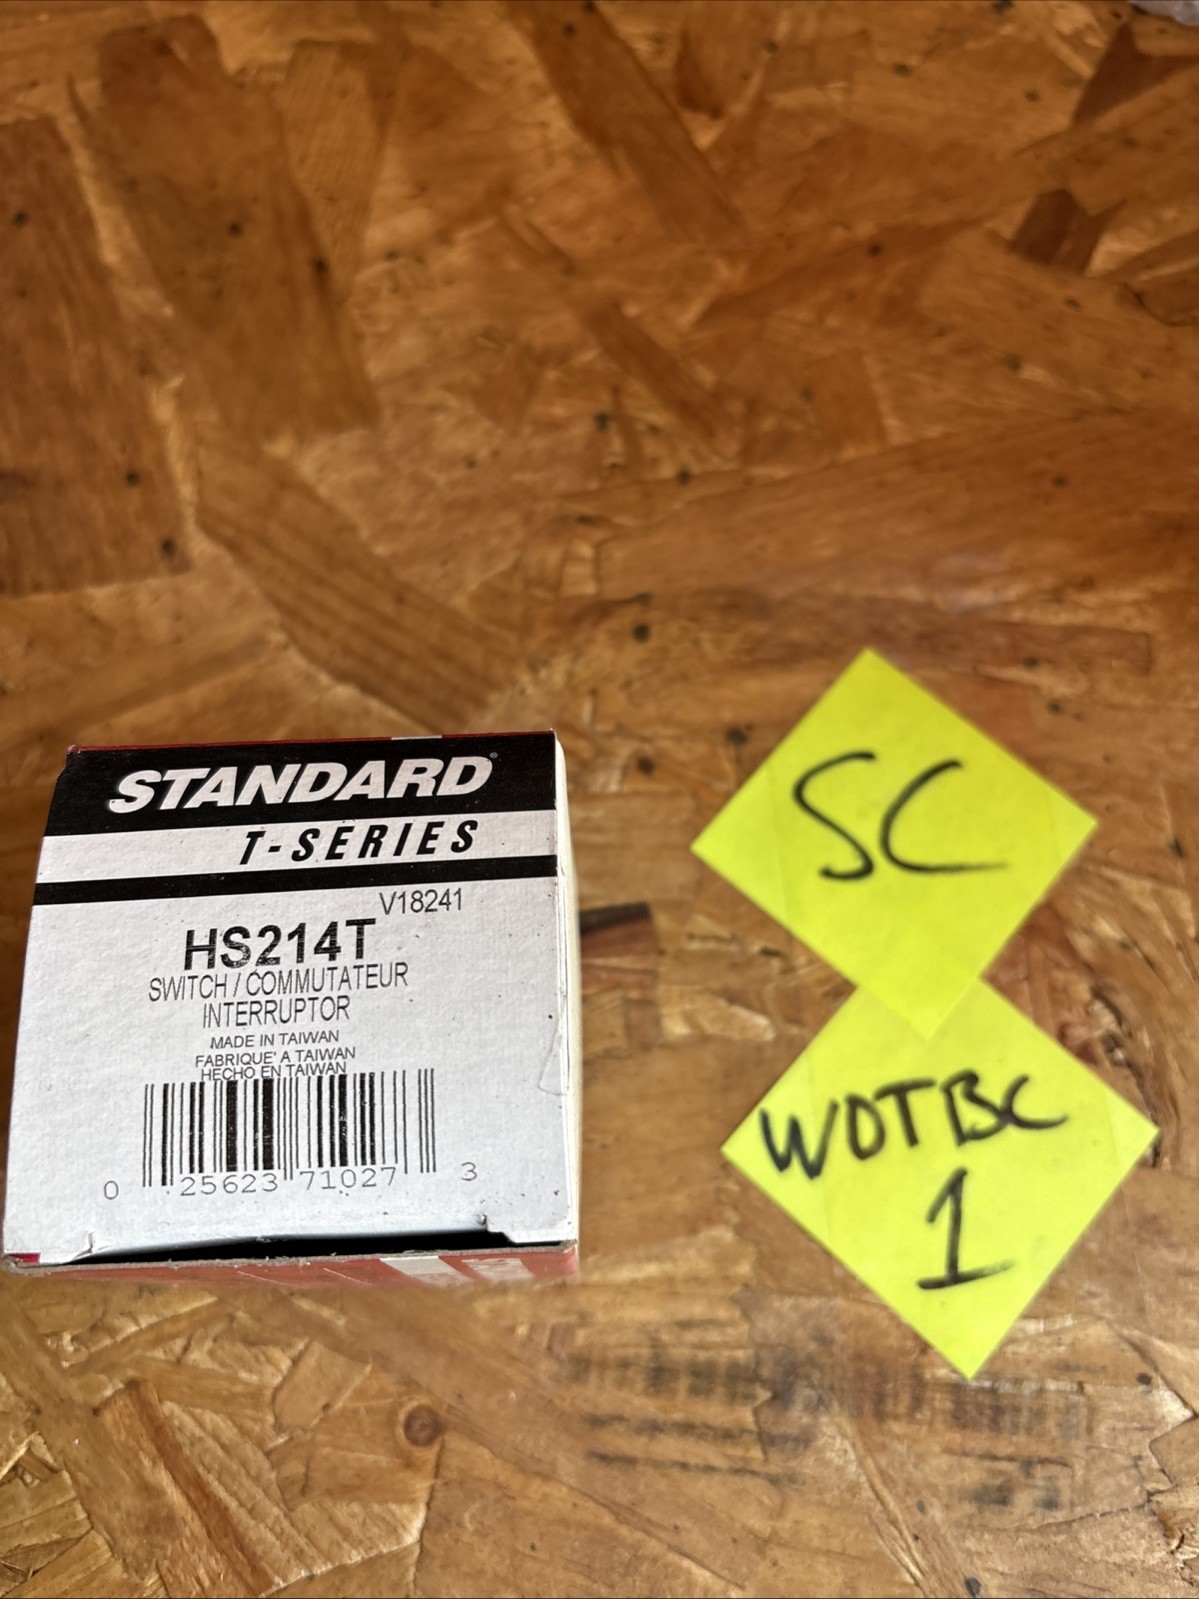 STANDARD®
T-SERIES
V18241
HS214T
SWITCH / COMMUTATEUR
INTERRUPTOR
MADE IN TAIWAN
FABRIQUE' A TAIWAN
HECHO EN TAIWAN
0 25623 71027 3
SC
WOTBC
1